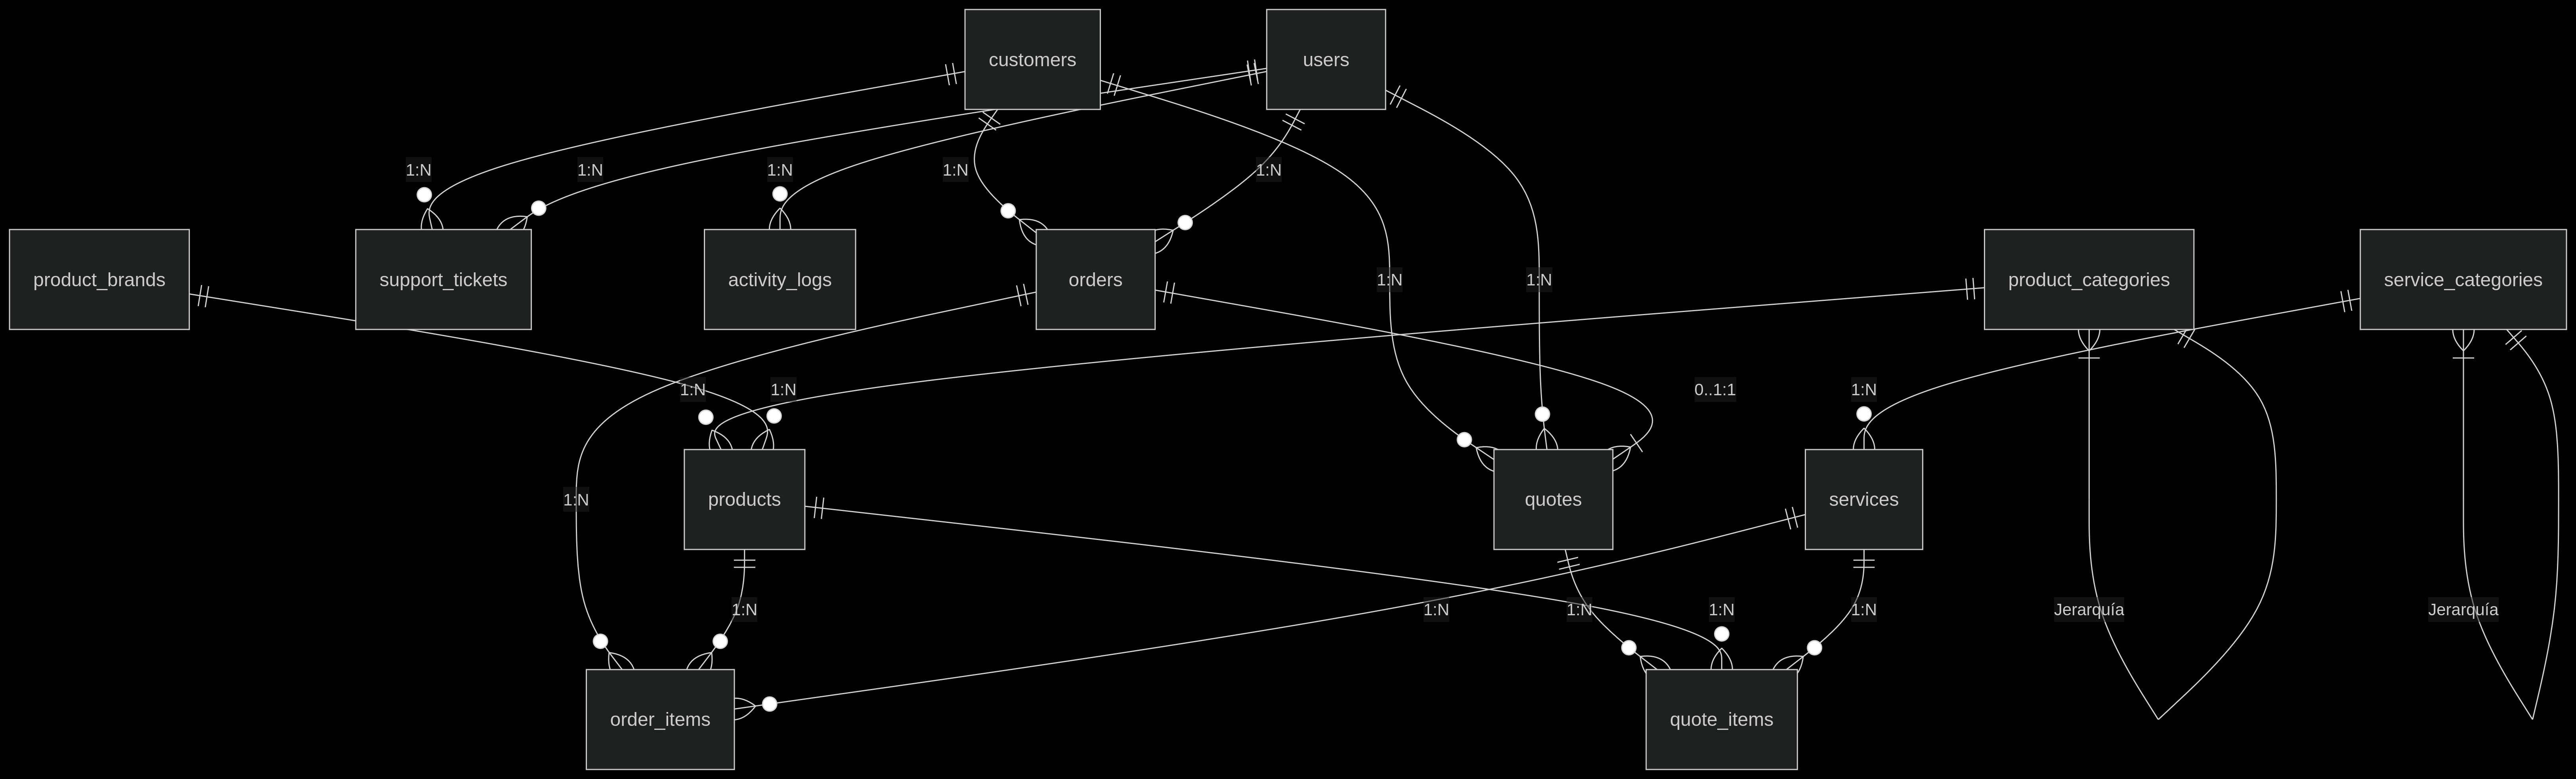 customers
users
1:N
1:N
1:N
1:N
1:N
product_brands
support_tickets
activity_logs
orders
1:N
1:N
product_categories
service_categories
1:N
1:N
0..1:1
1:N
1:N
products
quotes
services
1:N
1:N
1:N
1:N
1:N
Jerarquía
Jerarquía
order_items
quote_items